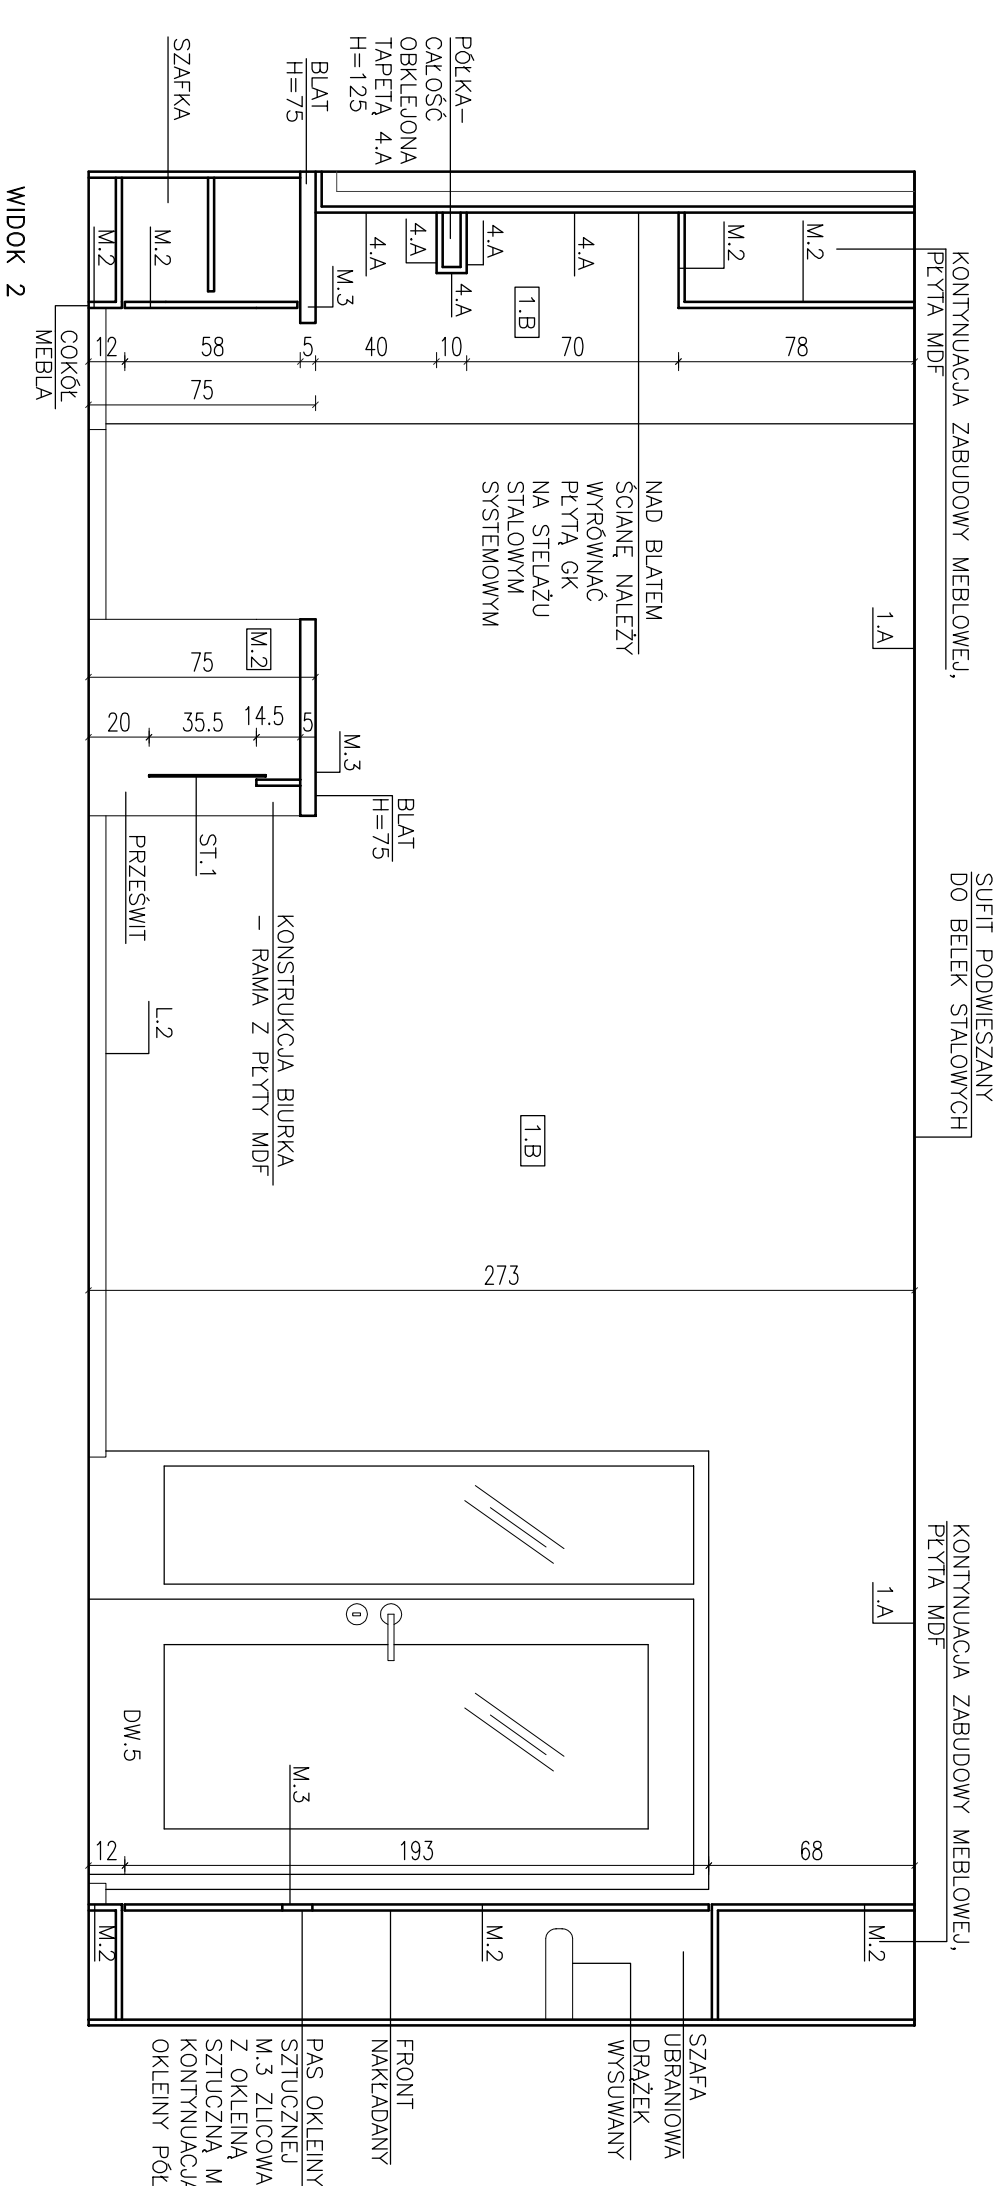 KONTYNUACJA ZABUDOWY MEBLOWEJ,
PŁYTA MDF
SUFIT PODWIESZANY
DO BELEK STALOWYCH
KONTYNUACJA ZABUDOWY MEBLOWEJ,
PŁYTA MDF
1.A
1.A
M.2
M.2
M.2
78
68
NAD BLATEM
ŚCIANĘ NALEŻY
WYRÓWNAĆ
PŁYTĄ GK
NA STELAŻU
STALOWYM
SYSTEMOWYM
SZAFA
UBRANIOWA
DRĄŻEK
WYSUWANY
4.A
70
1.B
1.B
273
PÓŁKA–
CAŁOŚĆ
OBKLEJONA
TAPETĄ 4.A
H=125
4.A
4.A
4.A
10
4.A
40
M.2
193
FRONT
NAKŁADANY
BLAT
H=75
M.3
5
M.3
BLAT
H=75
M.3
PAS OKLEINY
SZTUCZNEJ
M.3 ZLICOWA
Z OKLEINĄ
SZTUCZNĄ M
KONTYNUACJA
OKLEINY PÓŁ
SZAFKA
M.2
58
75
M.2
75
5
14.5
35.5
20
ST.1
KONSTRUKCJA BIURKA
– RAMA Z PŁYTY MDF
PRZEŚWIT
L.2
DW.5
M.2
12
12
M.2
COKÓŁ
MEBLA
WIDOK 2